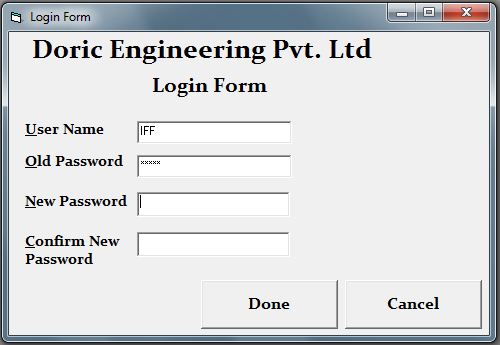 Login Form
Doric Engineering Pvt. Ltd
Login Form
User Name IFF
Old Password xxxxx
New Password
Confirm New
Password
Done Cancel